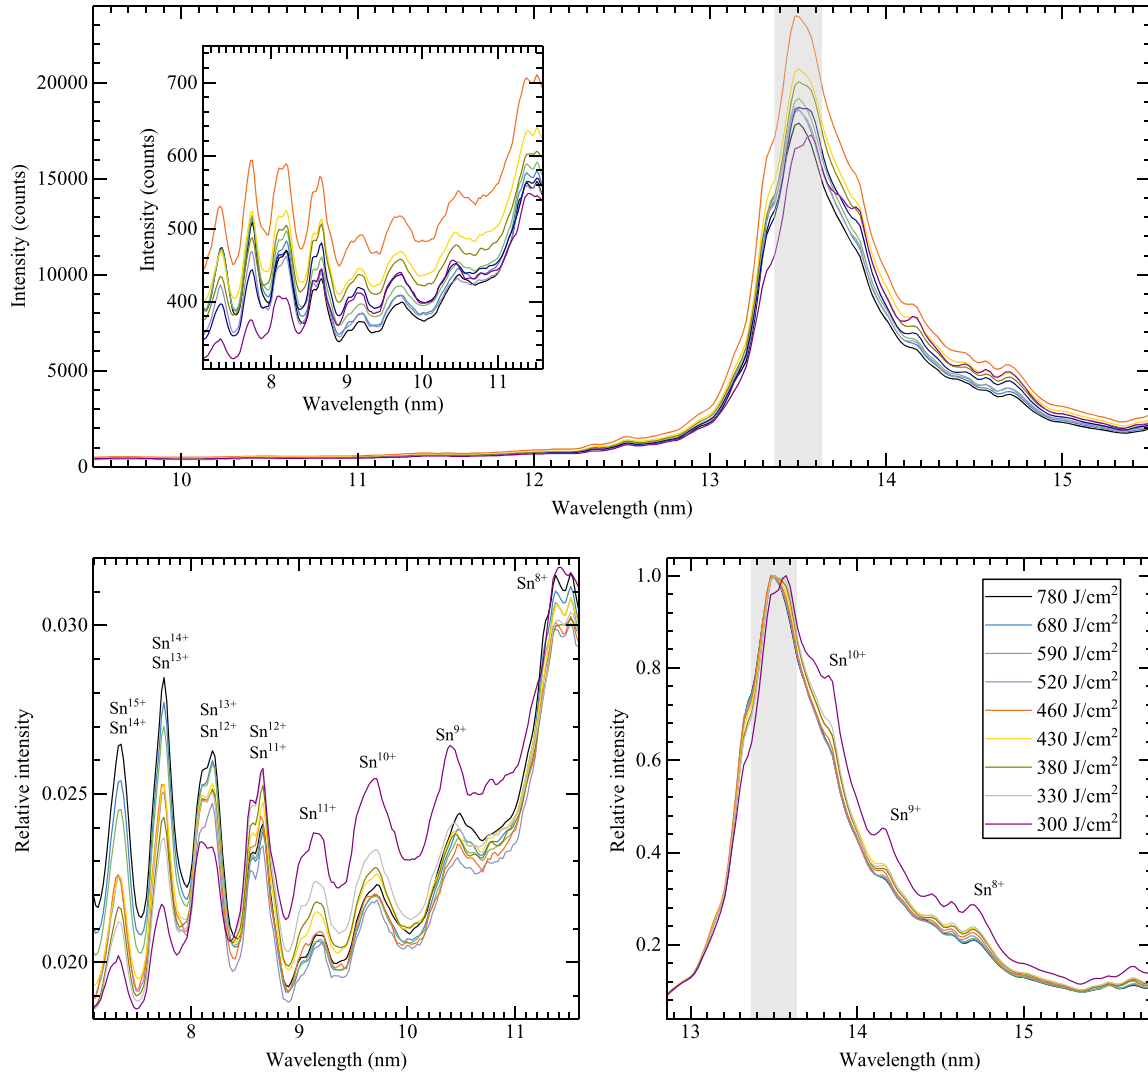 20000
15000
10000
5000
0
Intensity (counts)
10
11
12
13
14
15
Wavelength (nm)
700
600
500
400
Intensity (counts)
8
9
10
11
Wavelength (nm)
0.030
0.025
0.020
Relative intensity
Sn15+
Sn14+
Sn14+
Sn13+
Sn13+
Sn12+
Sn12+
Sn11+
Sn11+
Sn10+
Sn9+
Sn8+
8
9
10
11
Wavelength (nm)
1.0
0.8
0.6
0.4
0.2
Relative intensity
Sn10+
Sn9+
Sn8+
780 J/cm2
680 J/cm2
590 J/cm2
520 J/cm2
460 J/cm2
430 J/cm2
380 J/cm2
330 J/cm2
300 J/cm2
13
14
15
Wavelength (nm)